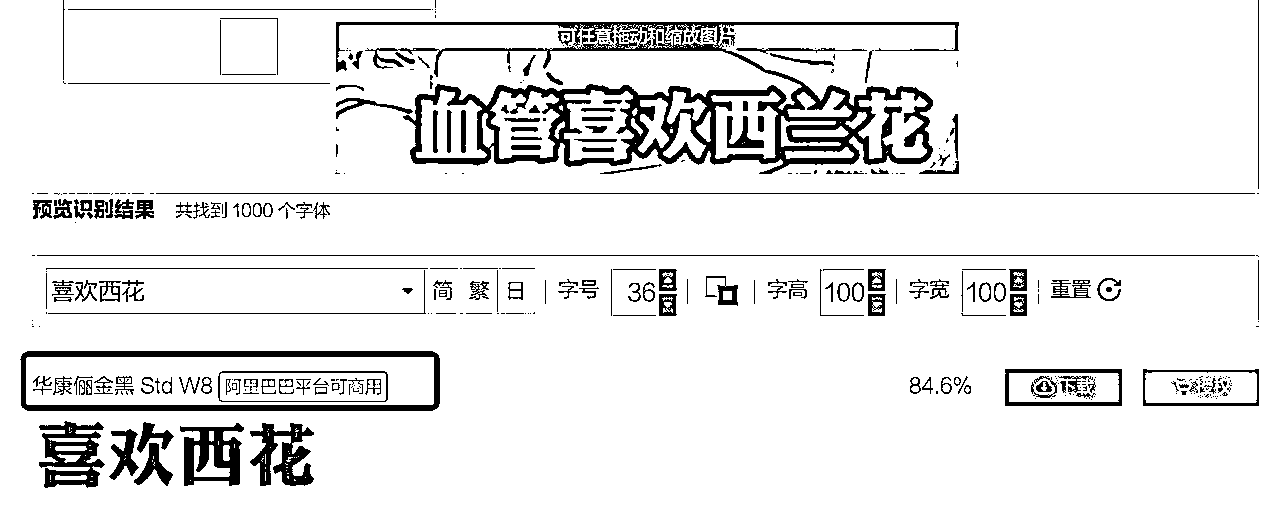 可任意拖动和缩放图片
血管喜欢西兰花
预览识别结果 共找到 1000 个字体
喜欢西花 简 繁 日 字号 36 字高 100 字宽 100 重置
华康俪金黑 Std W8 阿里巴巴平台可商用 84.6% 下载 授权
喜欢西花